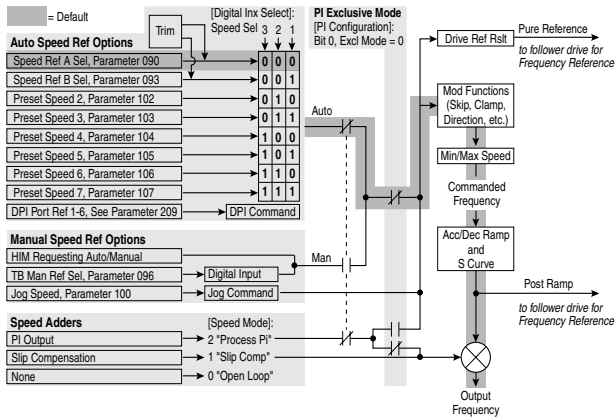 = Default
Trim
[Digital Inx Select]:
Speed Sel 3 2 1
PI Exclusive Mode
[PI Configuration]:
Bit 0, Excl Mode = 0
Auto Speed Ref Options
Speed Ref A Sel, Parameter 090 0 0 0
Speed Ref B Sel, Parameter 093 0 0 1
Preset Speed 2, Parameter 102 0 1 0
Preset Speed 3, Parameter 103 0 1 1
Preset Speed 4, Parameter 104 1 0 0
Preset Speed 5, Parameter 105 1 0 1
Preset Speed 6, Parameter 106 1 1 0
Preset Speed 7, Parameter 107 1 1 1
DPI Port Ref 1-6, See Parameter 209 DPI Command
Auto
Manual Speed Ref Options
HIM Requesting Auto/Manual
TB Man Ref Sel, Parameter 096 Digital Input
Jog Speed, Parameter 100 Jog Command
Man
Speed Adders
[Speed Mode]:
PI Output 2 "Process Pi"
Slip Compensation 1 "Slip Comp"
None 0 "Open Loop"
Drive Ref Rslt
Pure Reference
to follower drive for
Frequency Reference
Mod Functions
(Skip, Clamp,
Direction, etc.)
Min/Max Speed
Commanded
Frequency
Acc/Dec Ramp
and
S Curve
Post Ramp
to follower drive for
Frequency Reference
Output
Frequency